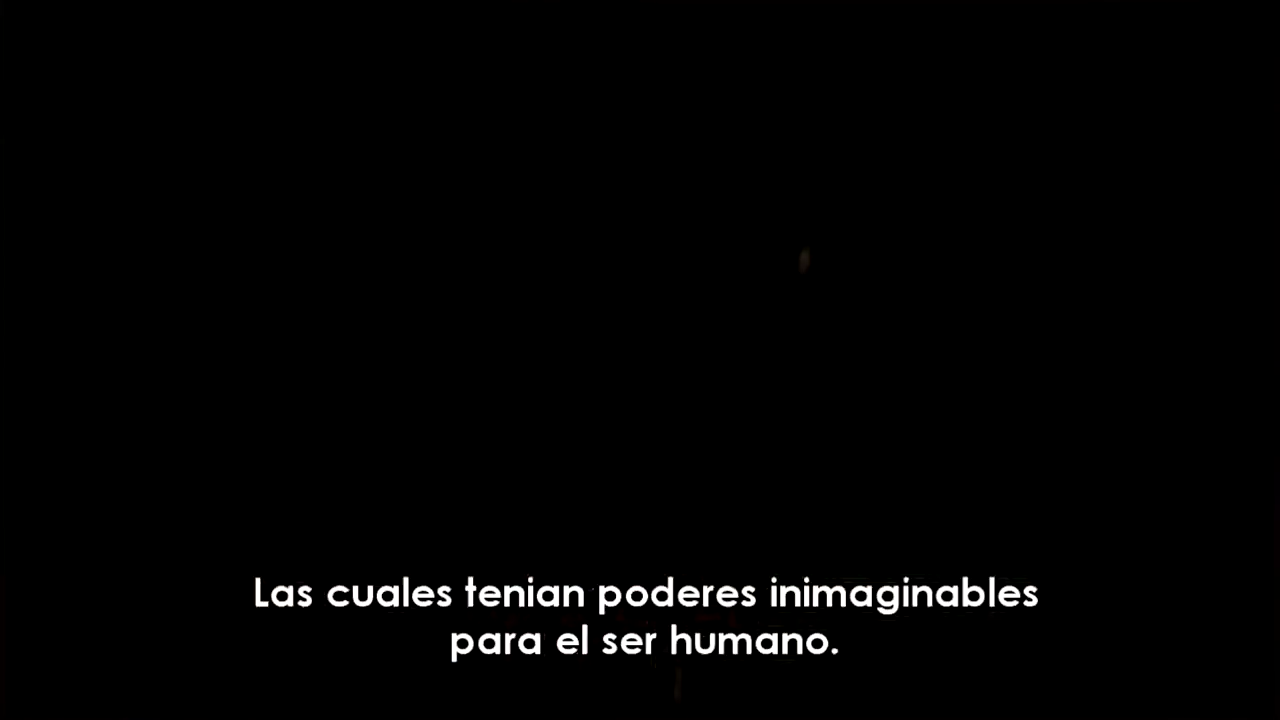 Las cuales tenian poderes inimaginables
para el ser humano.